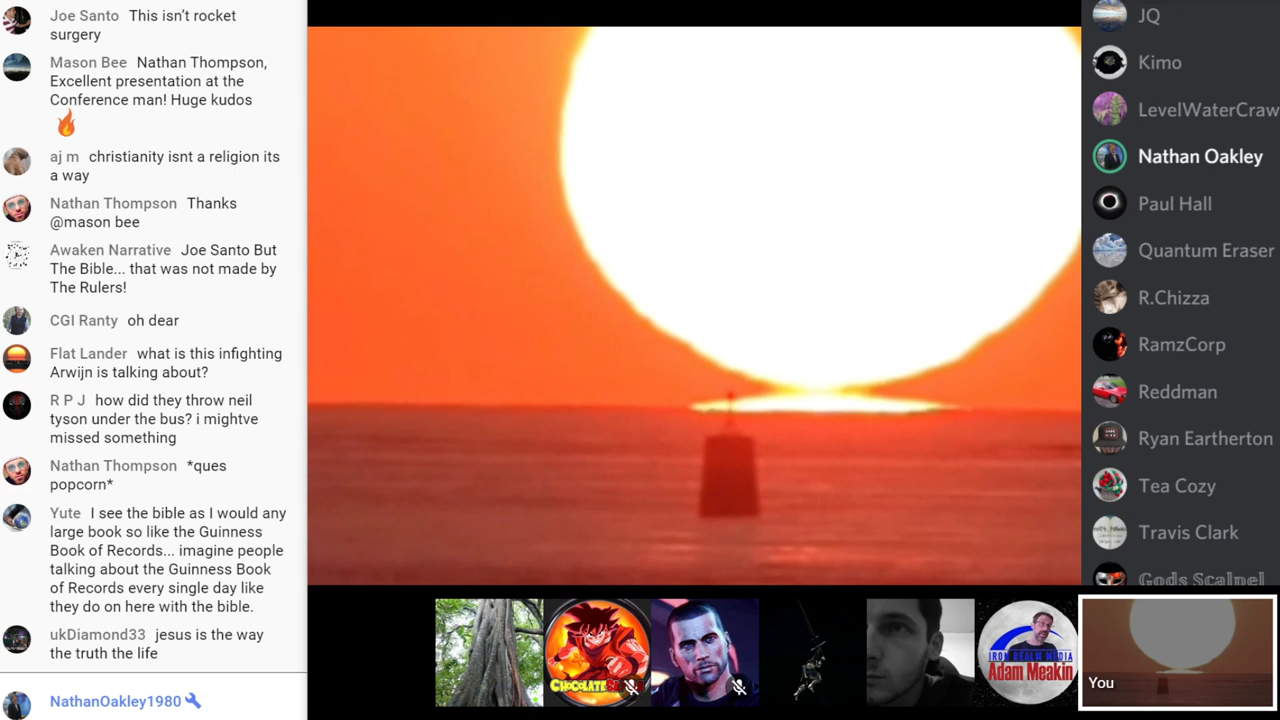 Joe Santo This isn't rocket
surgery
Mason Bee Nathan Thompson,
Excellent presentation at the
Conference man! Huge kudos
aj m christianity isnt a religion its
a way
Nathan Thompson Thanks
@mason bee
Awaken Narrative Joe Santo But
The Bible... that was not made by
The Rulers!
CGI Ranty oh dear
Flat Lander what is this infighting
Arwijn is talking about?
R P J how did they throw neil
tyson under the bus? i mightve
missed something
Nathan Thompson *ques
popcorn*
Yute I see the bible as I would any
large book so like the Guinness
Book of Records... imagine people
talking about the Guinness Book
of Records every single day like
they do on here with the bible.
ukDiamond33 jesus is the way
the truth the life
NathanOakley1980
JQ
Kimo
LevelWaterCraw
Nathan Oakley
Paul Hall
Quantum Eraser
R.Chizza
RamzCorp
Reddman
Ryan Eartherton
Tea Cozy
Travis Clark
Gods Scalpel
IRON REALM MEDIA
Adam Meakin
You